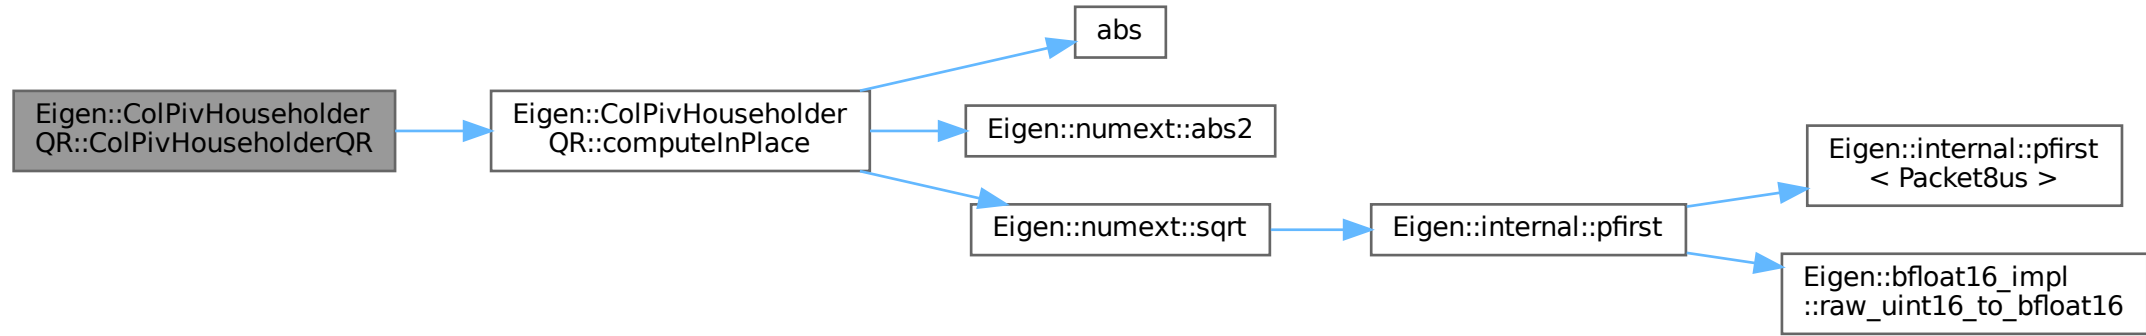 Eigen::ColPivHouseholder
QR::ColPivHouseholderQR
Eigen::ColPivHouseholder
QR::computeInPlace
abs
Eigen::numext::abs2
Eigen::numext::sqrt
Eigen::internal::pfirst
Eigen::internal::pfirst
< Packet8us >
Eigen::bfloat16_impl
::raw_uint16_to_bfloat16